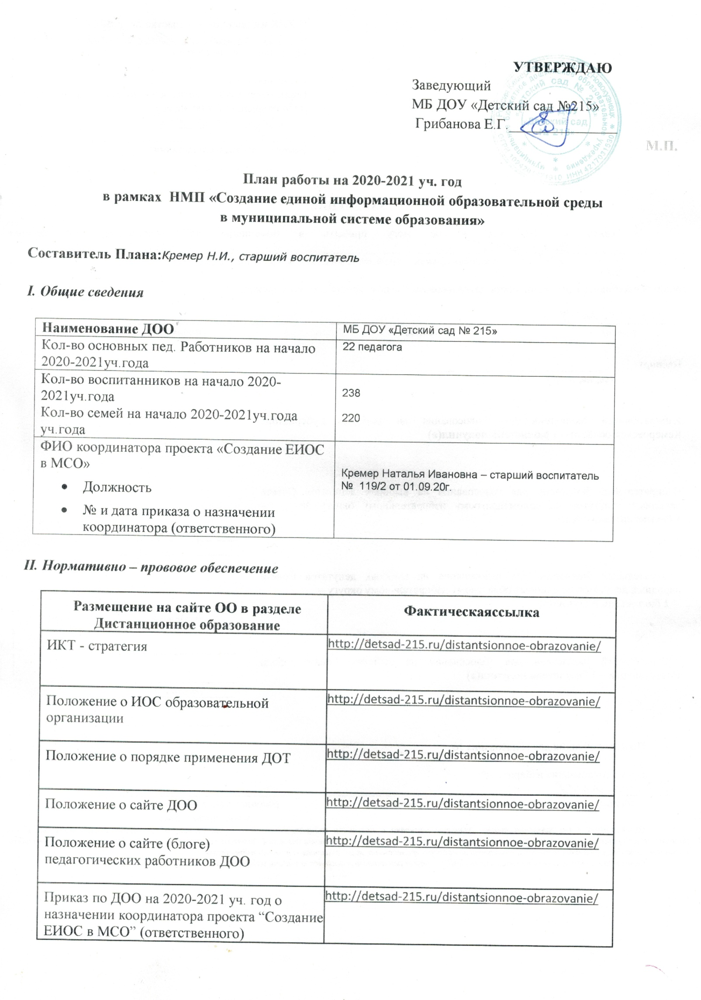 УТВЕРЖДАЮ
Заведующий
МБ ДОУ «Детский сад №215»
Грибанова Е.Г.
М.П.
План работы на 2020-2021 уч. год
в рамках НМП «Создание единой информационной образовательной среды
в муниципальной системе образования»
Составитель Плана:Кремер Н.И., старший воспитатель
I. Общие сведения
Наименование ДОО
МБ ДОУ «Детский сад № 215»
Кол-во основных пед. Работников на начало
2020-2021уч.года
22 педагога
Кол-во воспитанников на начало 2020-
2021уч.года
238
Кол-во семей на начало 2020-2021уч.года
уч.года
220
ФИО координатора проекта «Создание ЕИОС
в МСО»
• Должность
• № и дата приказа о назначении
координатора (ответственного)
Кремер Наталья Ивановна – старший воспитатель
№ 119/2 от 01.09.20г.
II. Нормативно – прововое обеспечение
Размещение на сайте ОО в разделе
Дистанционное образование
Фактическаяссылка
ИКТ - стратегия
http://detsad-215.ru/distantsionnoe-obrazovanie/
Положение о ИОС образовательной
организации
http://detsad-215.ru/distantsionnoe-obrazovanie/
Положение о порядке применения ДОТ
http://detsad-215.ru/distantsionnoe-obrazovanie/
Положение о сайте ДОО
http://detsad-215.ru/distantsionnoe-obrazovanie/
Положение о сайте (блоге)
педагогических работников ДОО
http://detsad-215.ru/distantsionnoe-obrazovanie/
Приказ по ДОО на 2020-2021 уч. год о
назначении координатора проекта “Создание
ЕИОС в МСО” (ответственного)
http://detsad-215.ru/distantsionnoe-obrazovanie/